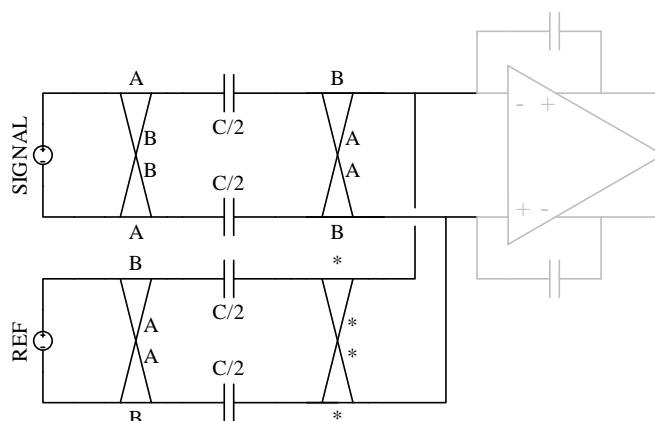 A B
- +
C/2
B A
SIGNAL
B A
C/2
+ -
A B
B *
C/2
A *
REF
A *
C/2
B *